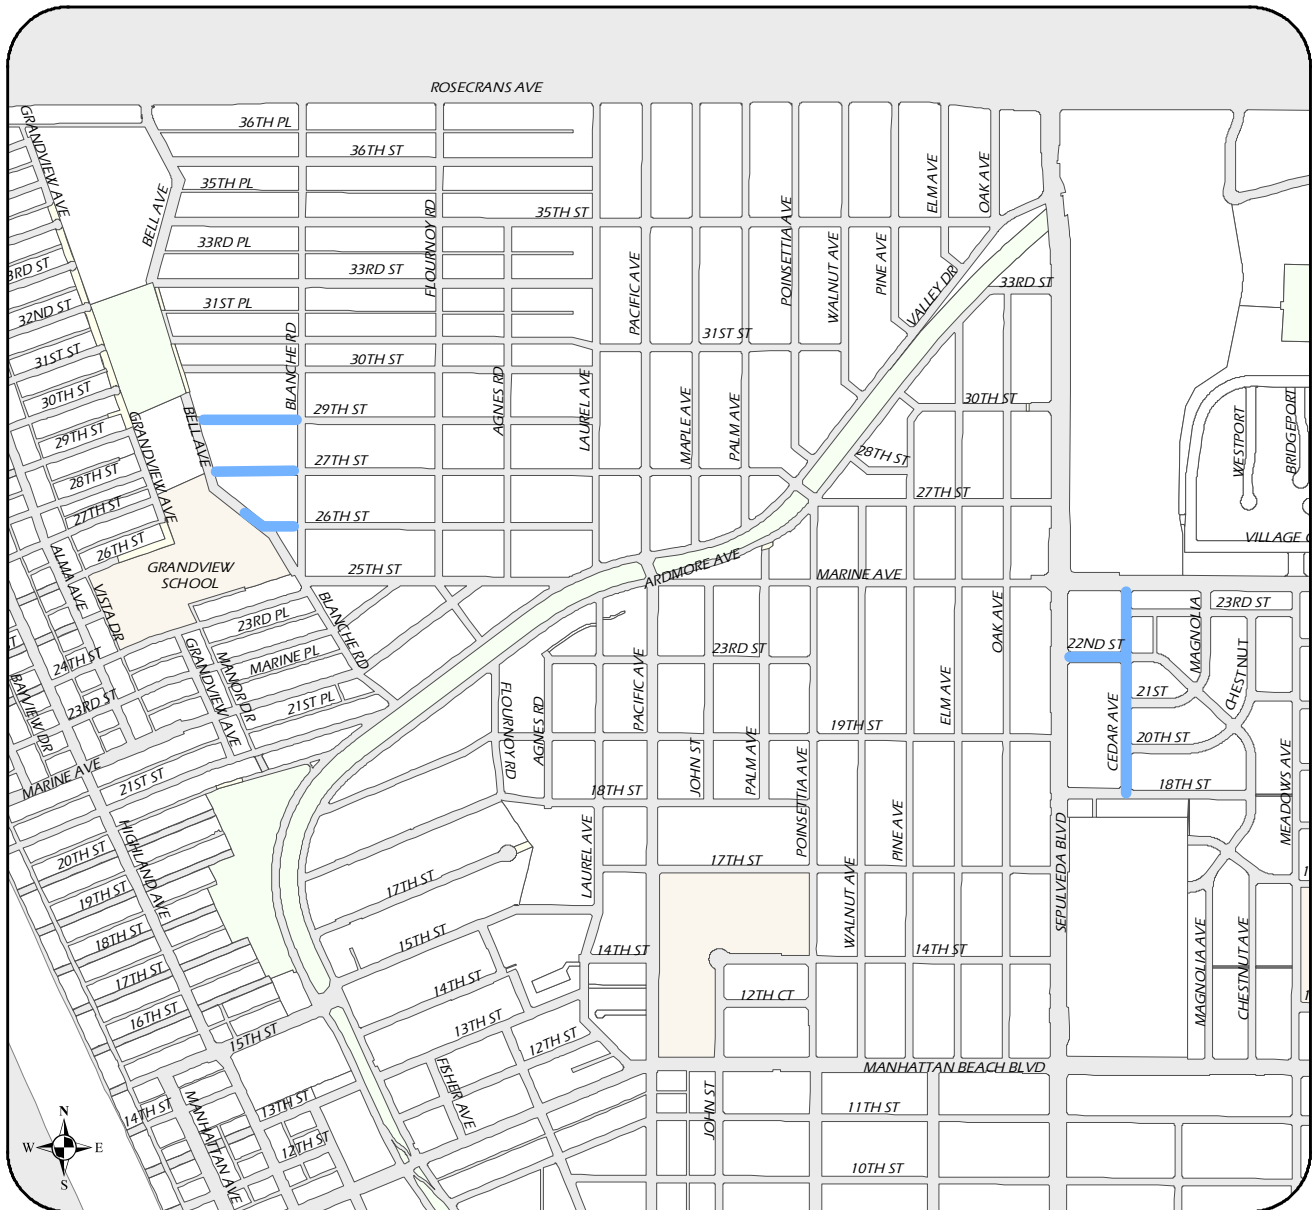 ROSECRANS AVE
GRANDVIEW AVE
36TH PL
36TH ST
35TH PL
35TH ST
BELL AVE
33RD PL
33RD ST
FLOURNOY RD
31ST PL
BLANCHE RD
30TH ST
29TH ST
27TH ST
26TH ST
25TH ST
AGNES RD
LAUREL AVE
PACIFIC AVE
MAPLE AVE
PALM AVE
31ST ST
POINSETTIA AVE
WALNUT AVE
PINE AVE
ELM AVE
OAK AVE
VALLEY DR
33RD ST
30TH ST
28TH ST
27TH ST
WESTPORT
BRIDGEPORT
3RD ST
32ND ST
31ST ST
30TH ST
29TH ST
28TH ST
27TH ST
26TH ST
BELL AVE
GRANDVIEW AVE
GRANDVIEW
SCHOOL
ALMA AVE
VISTA DR
24TH ST
23RD ST
BAYVIEW DR
MARINE AVE
23RD PL
MARINE PL
21ST PL
BLANCHE RD
MANOR DR
GRANDVIEW AVE
21ST ST
ARDMORE AVE
MARINE AVE
23RD ST
FLOURNOY RD
AGNES RD
PACIFIC AVE
JOHN ST
PALM AVE
POINSETTIA AVE
19TH ST
ELM AVE
OAK AVE
PINE AVE
18TH ST
17TH ST
LAUREL AVE
WALNUT AVE
SEPULVEDA BLVD
22ND ST
CEDAR AVE
MAGNOLIA
23RD ST
CHESTNUT
21ST
20TH ST
18TH ST
MEADOWS AVE
MAGNOLIA AVE
CHESTNUT AVE
HIGHLAND AVE
20TH ST
19TH ST
18TH ST
17TH ST
16TH ST
15TH ST
14TH ST
13TH ST
12TH ST
MANHATTAN AVE
17TH ST
15TH ST
14TH ST
13TH ST
12TH ST
FISHER AVE
14TH ST
14TH ST
12TH CT
MANHATTAN BEACH BLVD
JOHN ST
11TH ST
10TH ST
N
W
E
S